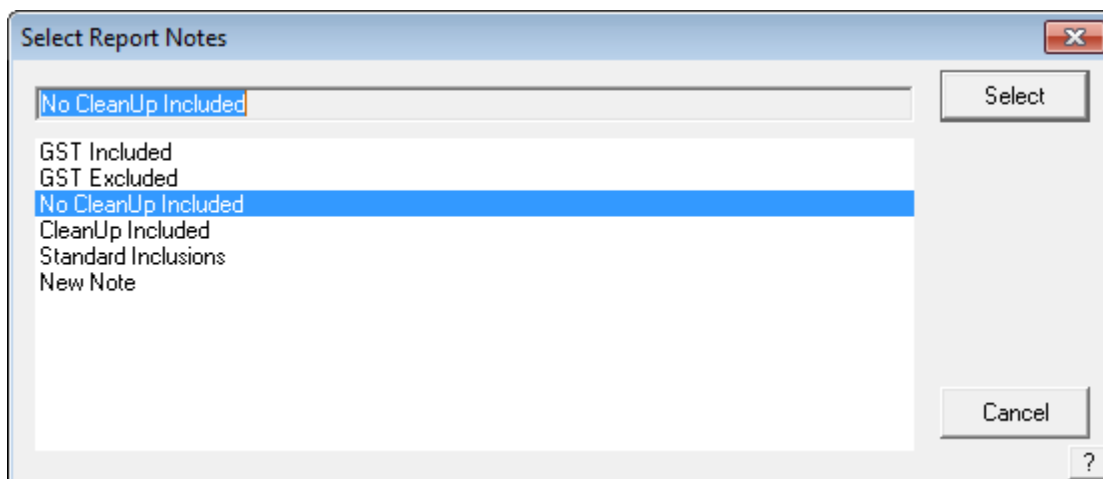 Select Report Notes
No CleanUp Included
Select
GST Included
GST Excluded
No CleanUp Included
CleanUp Included
Standard Inclusions
New Note
Cancel
?